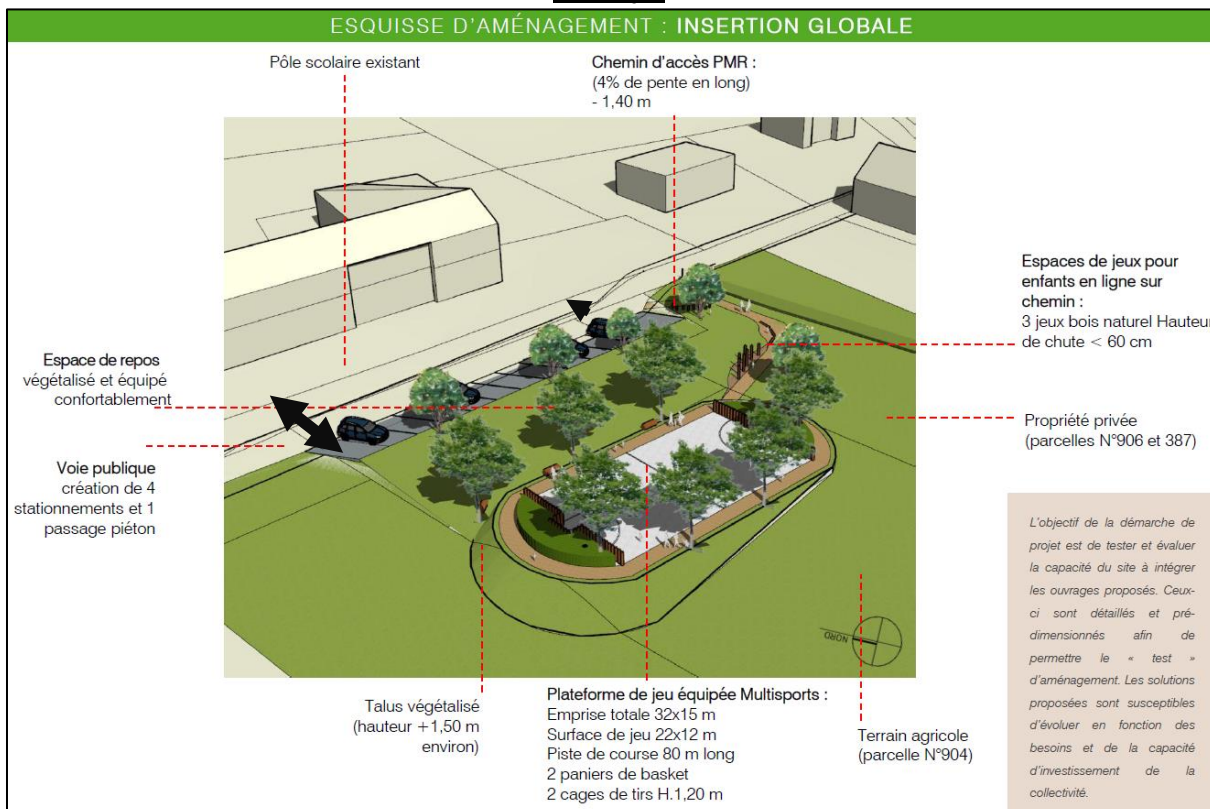 ESQUISSE D'AMÉNAGEMENT : INSERTION GLOBALE
Pôle scolaire existant
Chemin d'accès PMR :
(4% de pente en long)
- 1,40 m
Espaces de jeux pour
enfants en ligne sur
chemin :
3 jeux bois naturel Hauteur
de chute < 60 cm
Espace de repos
végétalisé et équipé
confortablement
Propriété privée
(parcelles N°906 et 387)
Voie publique
création de 4
stationnements et 1
passage piéton
L'objectif de la démarche de
projet est de tester et évaluer
la capacité du site à intégrer
les ouvrages proposés. Ceux-
ci sont détaillés et pré-
dimensionnés afin de
permettre le « test »
d'aménagement. Les solutions
proposées sont susceptibles
d'évoluer en fonction des
besoins et de la capacité
d'investissement de la
collectivité.
NORD
Talus végétalisé
(hauteur +1,50 m
environ)
Plateforme de jeu équipée Multisports :
Emprise totale 32x15 m
Surface de jeu 22x12 m
Piste de course 80 m long
2 paniers de basket
2 cages de tirs H.1,20 m
Terrain agricole
(parcelle N°904)